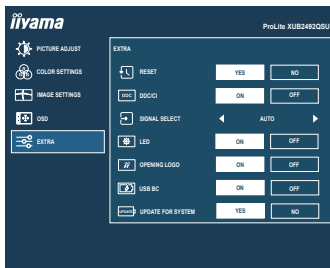 iiyama
ProLite XUB2492QSU
PICTURE ADJUST
COLOR SETTINGS
IMAGE SETTINGS
OSD
EXTRA
EXTRA
RESET YES NO
DDC DDC/CI ON OFF
SIGNAL SELECT AUTO
LED ON OFF
OPENING LOGO ON OFF
USB BC ON OFF
UPDATE UPDATE FOR SYSTEM YES NO